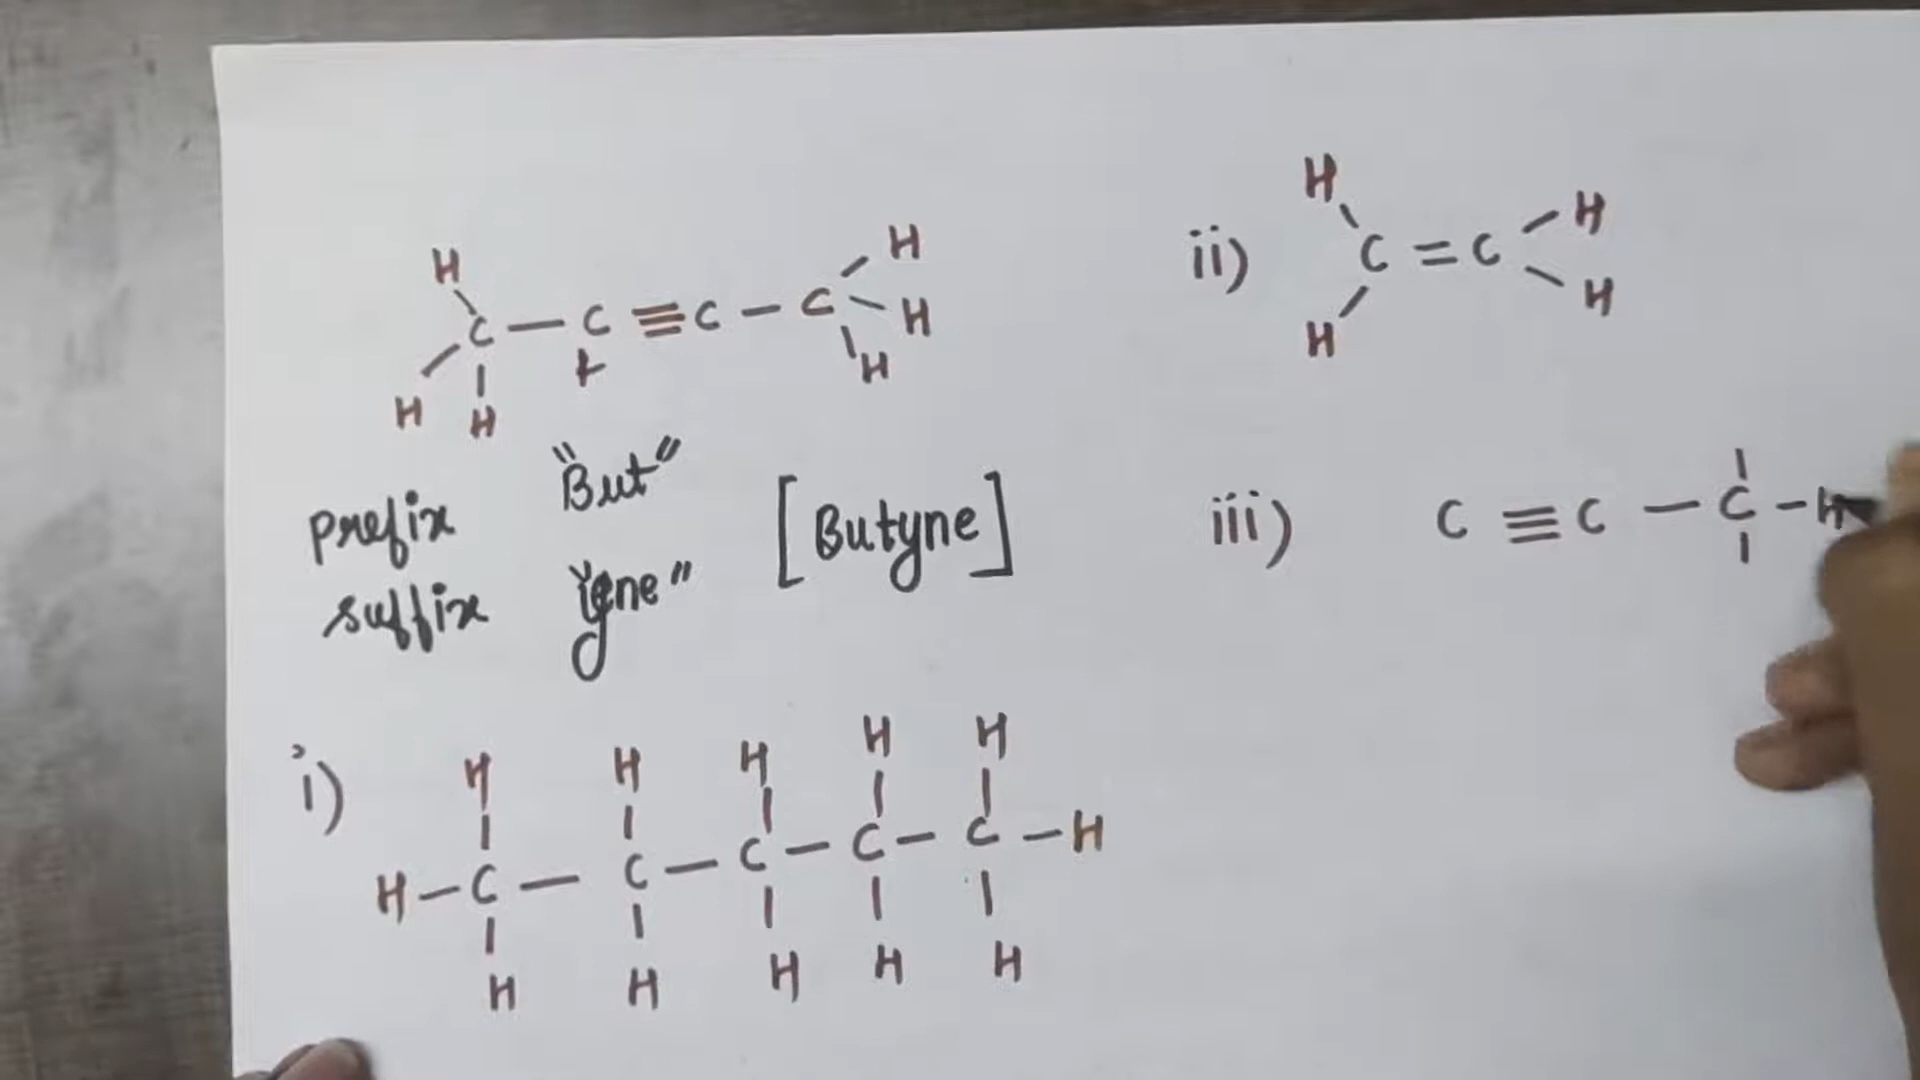 H H
C — C ≡ C — C H
H H H
prefix "But" [Butyne]
suffix "yne"
i) H H H H H
H — C — C — C — C — C — H
H H H H H
ii) H H
C = C
H H
iii) C ≡ C — C — H